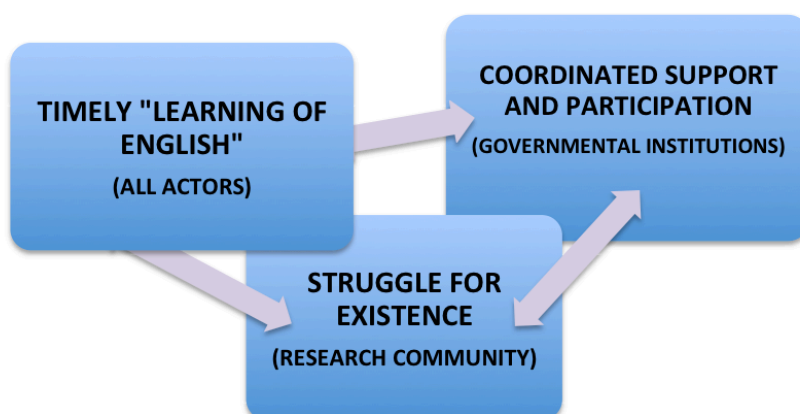 TIMELY "LEARNING OF
ENGLISH"
(ALL ACTORS)
COORDINATED SUPPORT
AND PARTICIPATION
(GOVERNMENTAL INSTITUTIONS)
STRUGGLE FOR
EXISTENCE
(RESEARCH COMMUNITY)